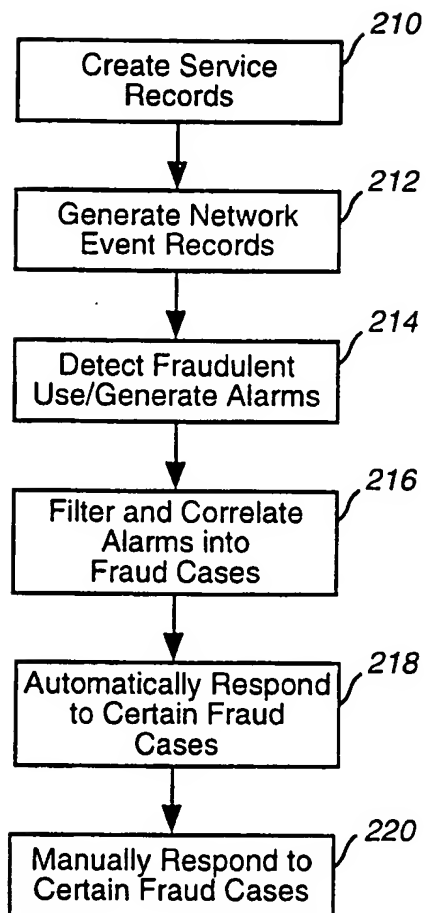 210
Create Service
Records
212
Generate Network
Event Records
214
Detect Fraudulent
Use/Generate Alarms
216
Filter and Correlate
Alarms into
Fraud Cases
218
Automatically Respond
to Certain Fraud
Cases
220
Manually Respond to
Certain Fraud Cases